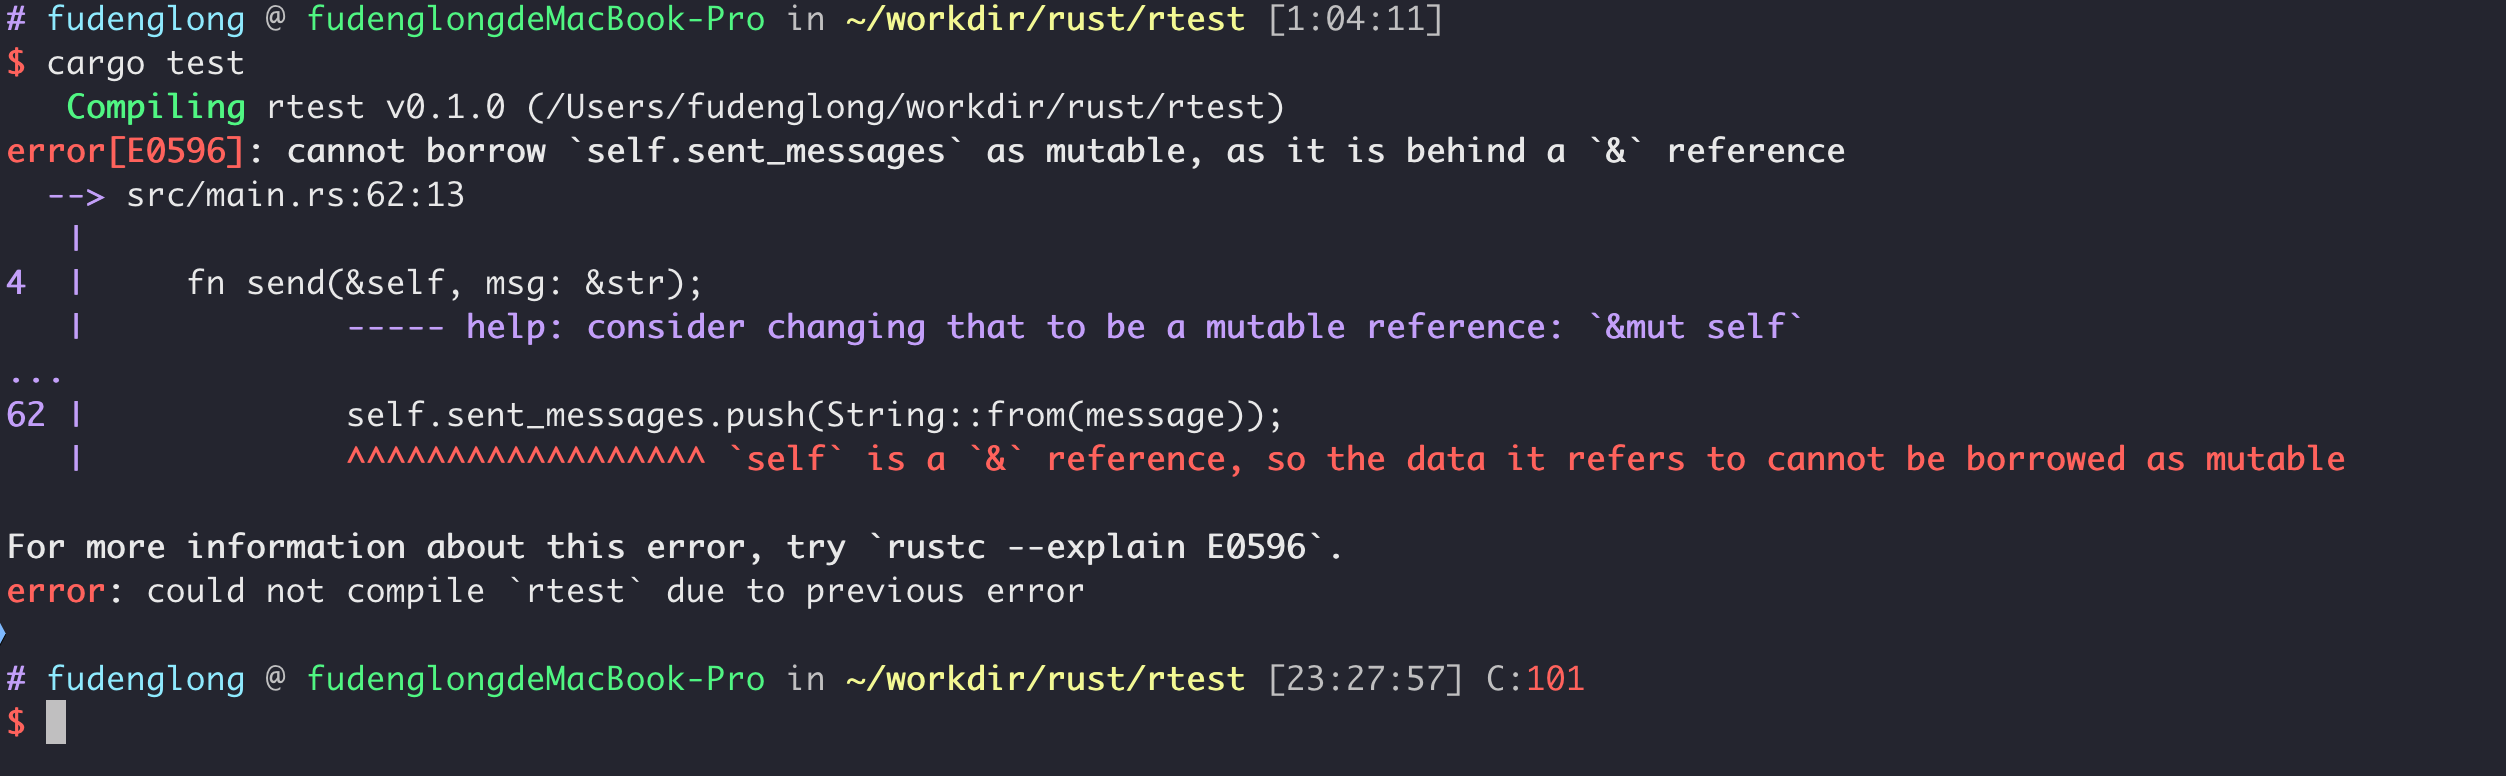 # fudenglong @ fudenglongdeMacBook-Pro in ~/workdir/rust/rtest [1:04:11]
$ cargo test
   Compiling rtest v0.1.0 (/Users/fudenglong/workdir/rust/rtest)
error[E0596]: cannot borrow `self.sent_messages` as mutable, as it is behind a `&` reference
  --> src/main.rs:62:13
   |
4  |     fn send(&self, msg: &str);
   |             ----- help: consider changing that to be a mutable reference: `&mut self`
...
62 |             self.sent_messages.push(String::from(message));
   |             ^^^^^^^^^^^^^^^^^^ `self` is a `&` reference, so the data it refers to cannot be borrowed as mutable
For more information about this error, try `rustc --explain E0596`.
error: could not compile `rtest` due to previous error
# fudenglong @ fudenglongdeMacBook-Pro in ~/workdir/rust/rtest [23:27:57] C:101
$